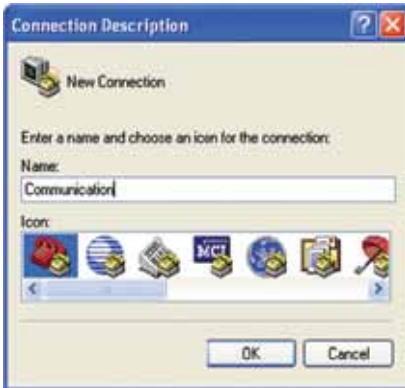 Connection Description
New Connection
Enter a name and choose an icon for the connection:
Name:
Communication
Icon:
MCI
OK
Cancel